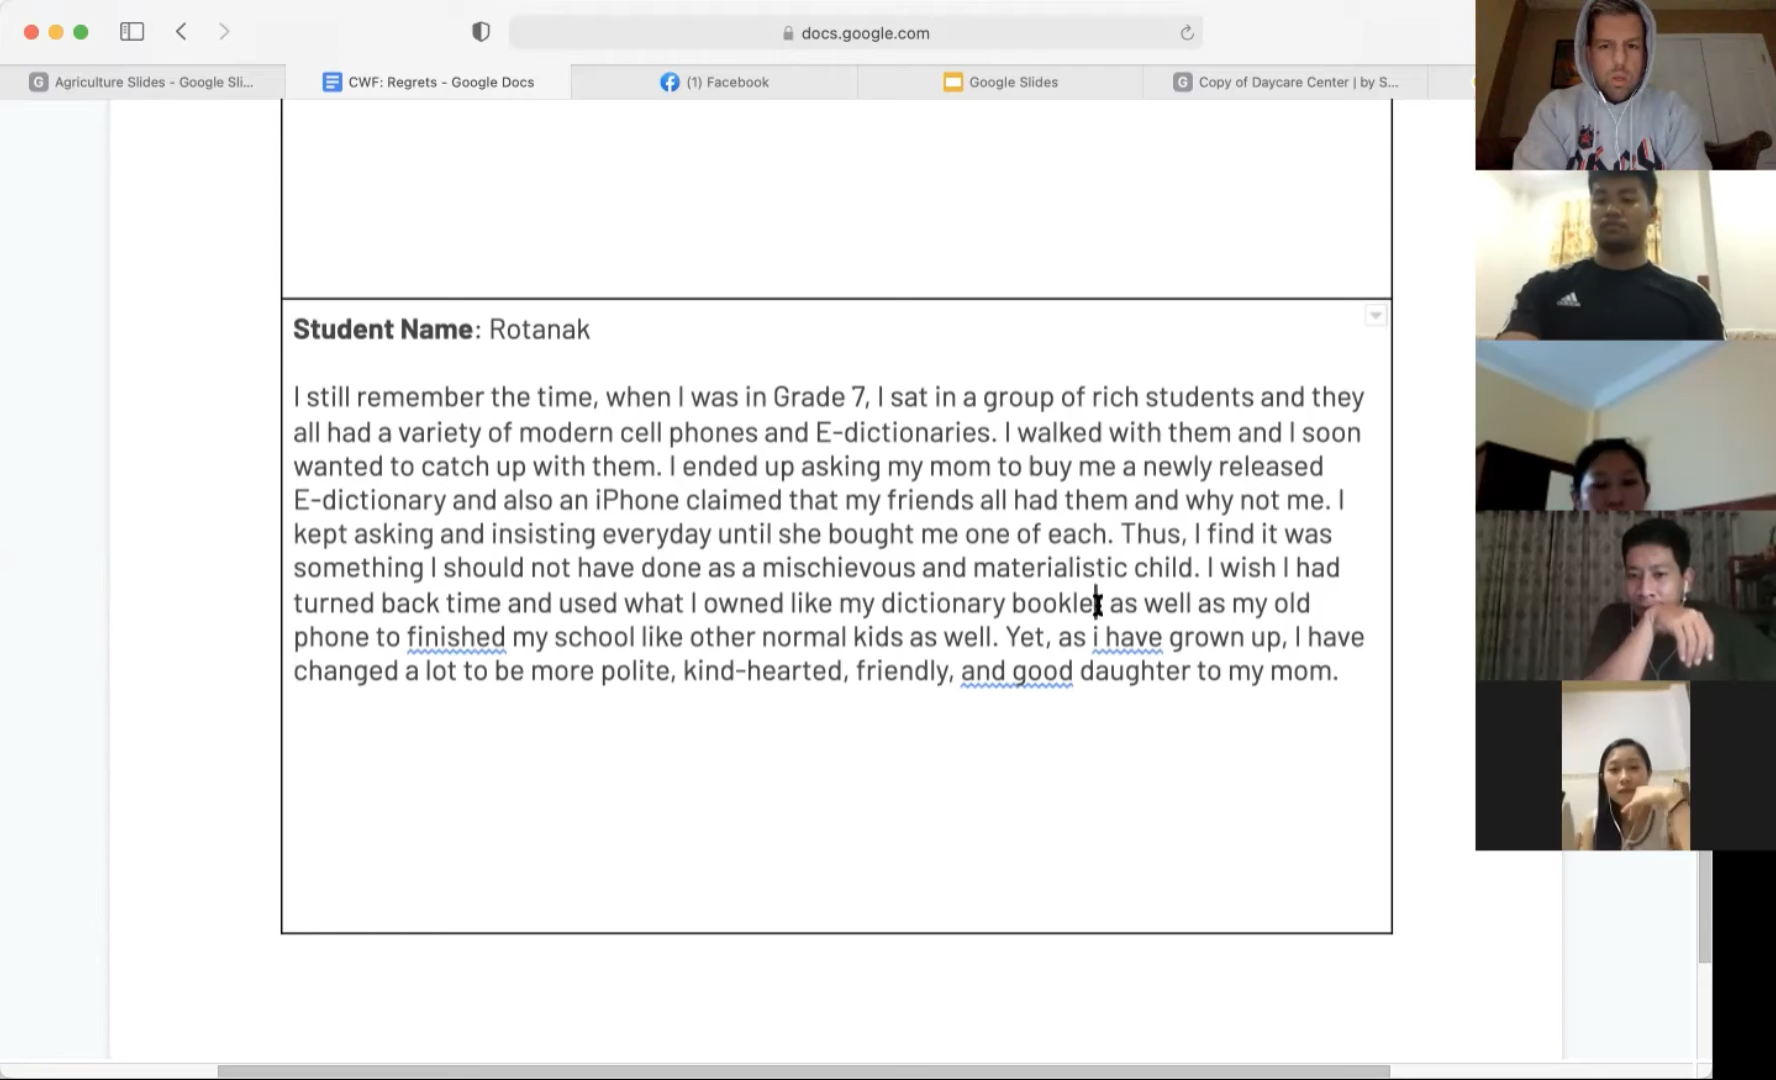 docs.google.com
Agriculture Slides - Google Sli...
CWF: Regrets - Google Docs
(1) Facebook
Google Slides
Copy of Daycare Center | by S...
Student Name: Rotanak
I still remember the time, when I was in Grade 7, I sat in a group of rich students and they
all had a variety of modern cell phones and E-dictionaries. I walked with them and I soon
wanted to catch up with them. I ended up asking my mom to buy me a newly released
E-dictionary and also an iPhone claimed that my friends all had them and why not me. I
kept asking and insisting everyday until she bought me one of each. Thus, I find it was
something I should not have done as a mischievous and materialistic child. I wish I had
turned back time and used what I owned like my dictionary booklet as well as my old
phone to finished my school like other normal kids as well. Yet, as i have grown up, I have
changed a lot to be more polite, kind-hearted, friendly, and good daughter to my mom.